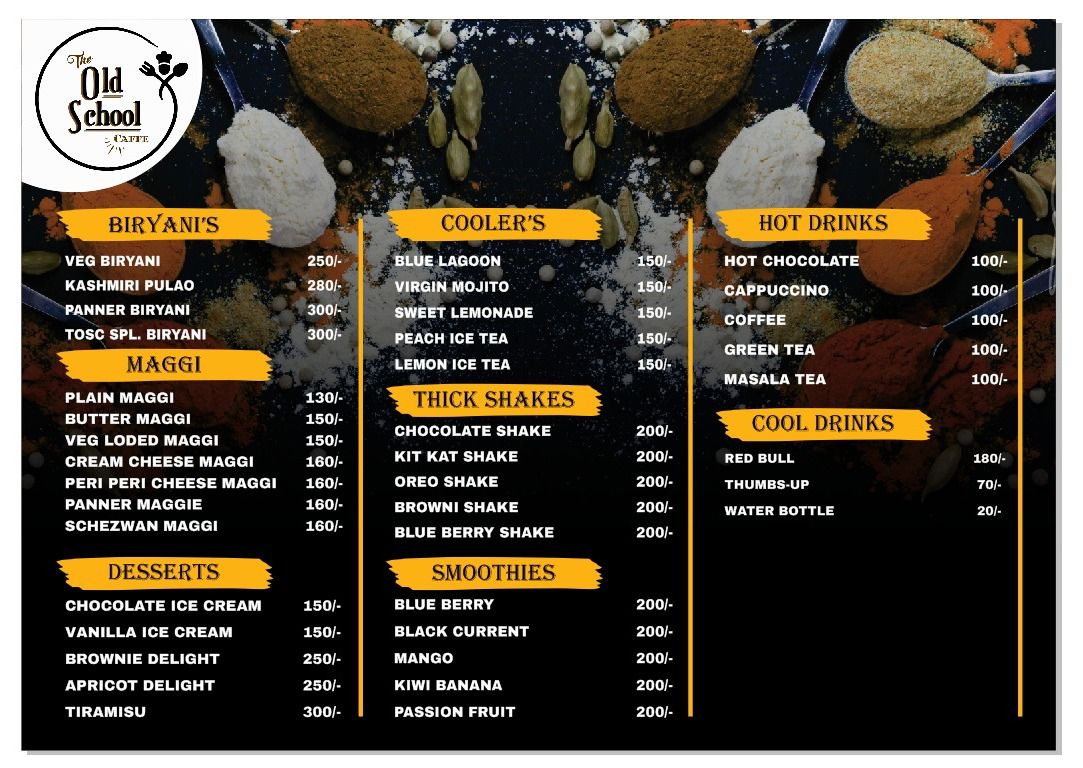 The
Old
School
CAFFE
BIRYANI'S
VEG BIRYANI 250/-
KASHMIRI PULAO 280/-
PANNER BIRYANI 300/-
TOSC SPL. BIRYANI 300/-
MAGGI
PLAIN MAGGI 130/-
BUTTER MAGGI 150/-
VEG LODED MAGGI 150/-
CREAM CHEESE MAGGI 160/-
PERI PERI CHEESE MAGGI 160/-
PANNER MAGGIE 160/-
SCHEZWAN MAGGI 160/-
DESSERTS
CHOCOLATE ICE CREAM 150/-
VANILLA ICE CREAM 150/-
BROWNIE DELIGHT 250/-
APRICOT DELIGHT 250/-
TIRAMISU 300/-
COOLER'S
BLUE LAGOON 150/-
VIRGIN MOJITO 150/-
SWEET LEMONADE 150/-
PEACH ICE TEA 150/-
LEMON ICE TEA 150/-
THICK SHAKES
CHOCOLATE SHAKE 200/-
KIT KAT SHAKE 200/-
OREO SHAKE 200/-
BROWNI SHAKE 200/-
BLUE BERRY SHAKE 200/-
SMOOTHIES
BLUE BERRY 200/-
BLACK CURRENT 200/-
MANGO 200/-
KIWI BANANA 200/-
PASSION FRUIT 200/-
HOT DRINKS
HOT CHOCOLATE 100/-
CAPPUCCINO 100/-
COFFEE 100/-
GREEN TEA 100/-
MASALA TEA 100/-
COOL DRINKS
RED BULL 180/-
THUMBS-UP 70/-
WATER BOTTLE 20/-